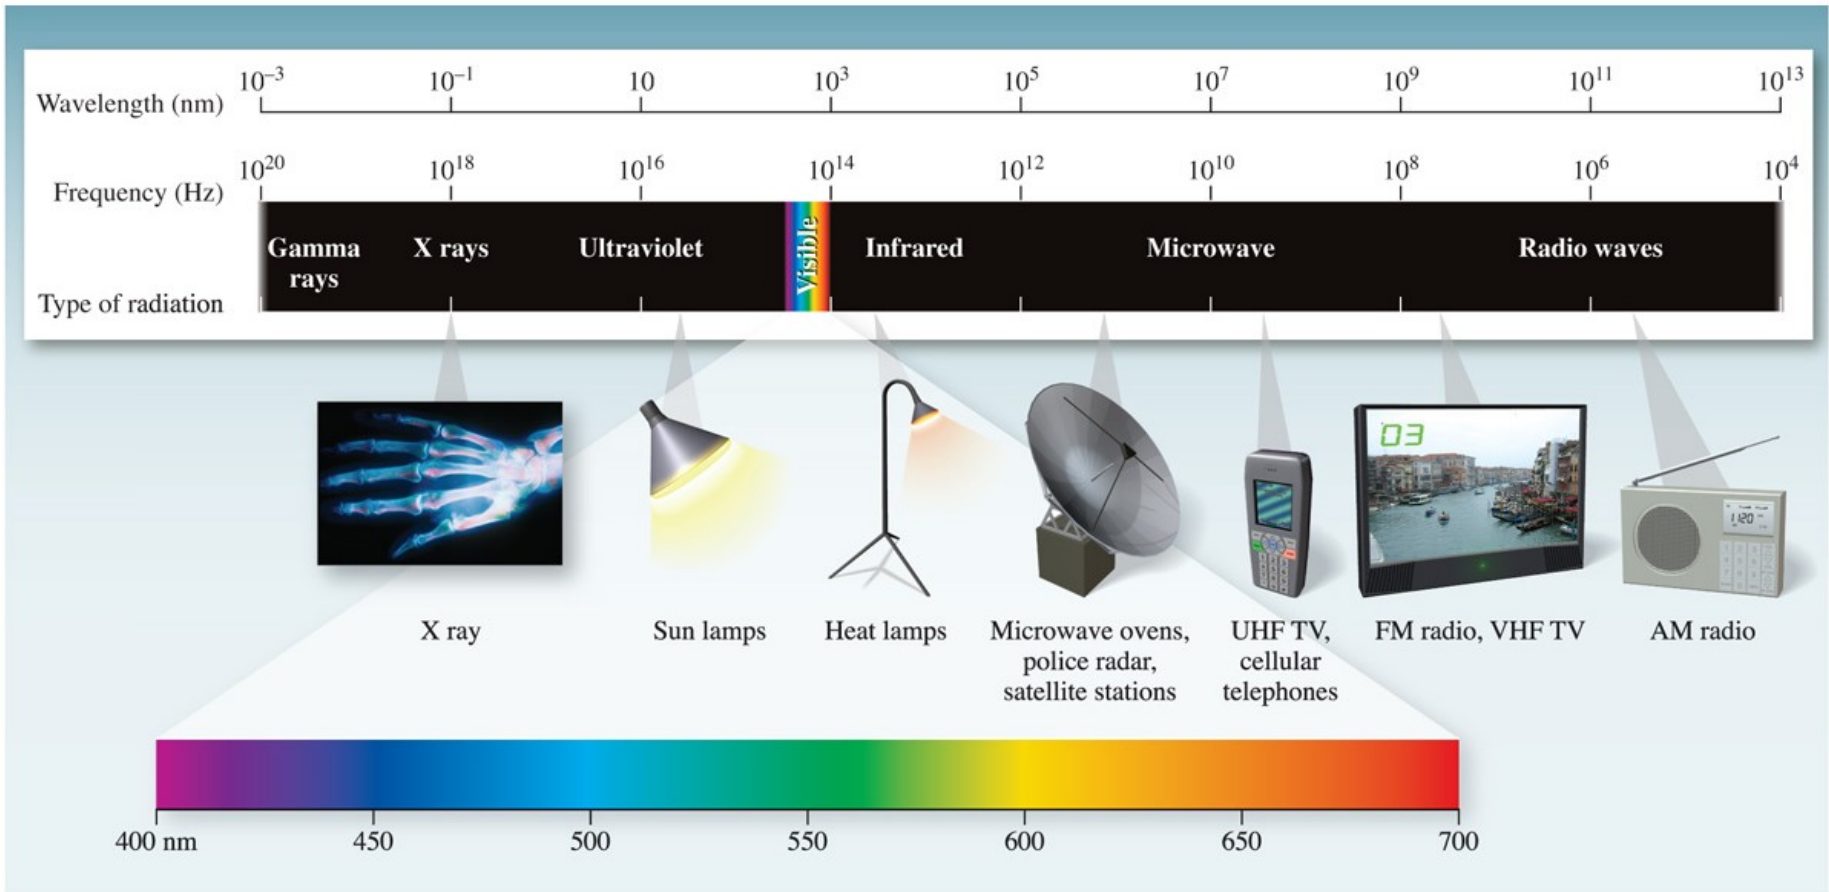 10⁻³ 10⁻¹ 10 10³ 10⁵ 10⁷ 10⁹ 10¹¹ 10¹³
Wavelength (nm)
10²⁰ 10¹⁸ 10¹⁶ 10¹⁴ 10¹² 10¹⁰ 10⁸ 10⁶ 10⁴
Frequency (Hz)
Gamma rays X rays Ultraviolet Visible Infrared Microwave Radio waves
Type of radiation
03
1120
X ray
Sun lamps
Heat lamps
Microwave ovens,
police radar,
satellite stations
UHF TV,
cellular
telephones
FM radio, VHF TV
AM radio
400 nm 450 500 550 600 650 700